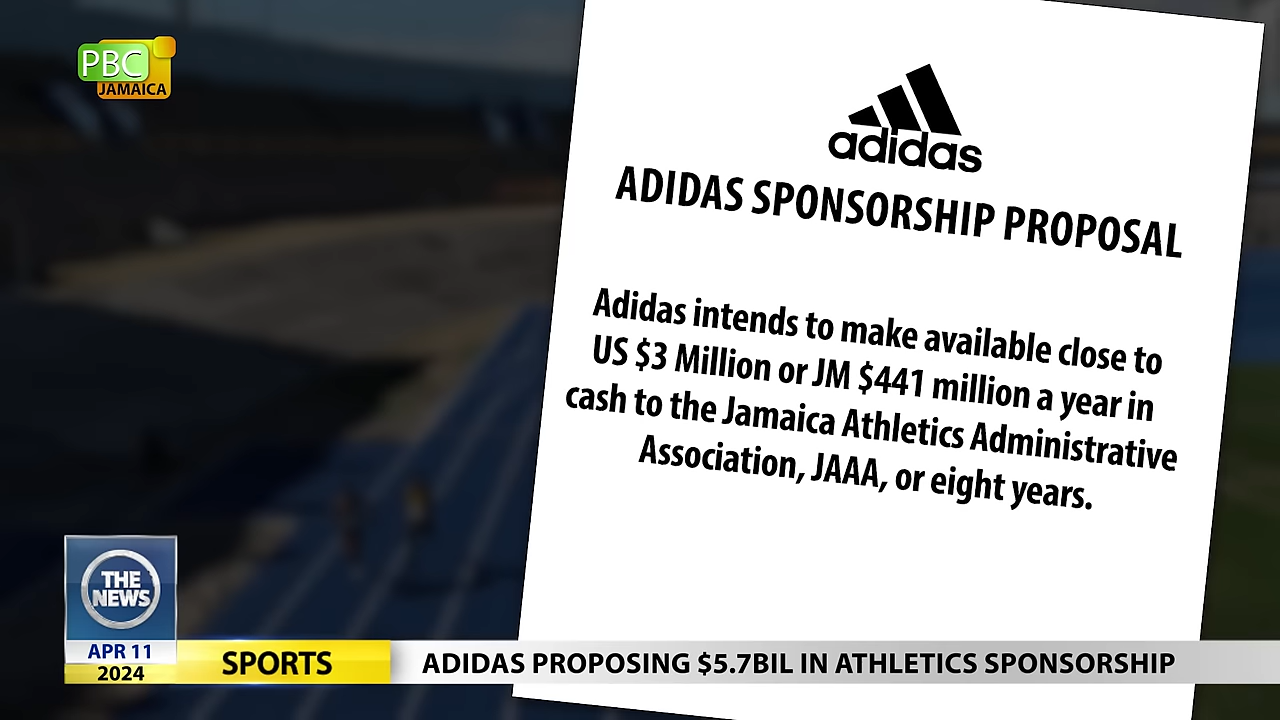 PBC
JAMAICA
adidas
ADIDAS SPONSORSHIP PROPOSAL
Adidas intends to make available close to
US $3 Million or JM $441 million a year in
cash to the Jamaica Athletics Administrative
Association, JAAA, or eight years.
THE
NEWS
APR 11
2024
SPORTS
ADIDAS PROPOSING $5.7BIL IN ATHLETICS SPONSORSHIP